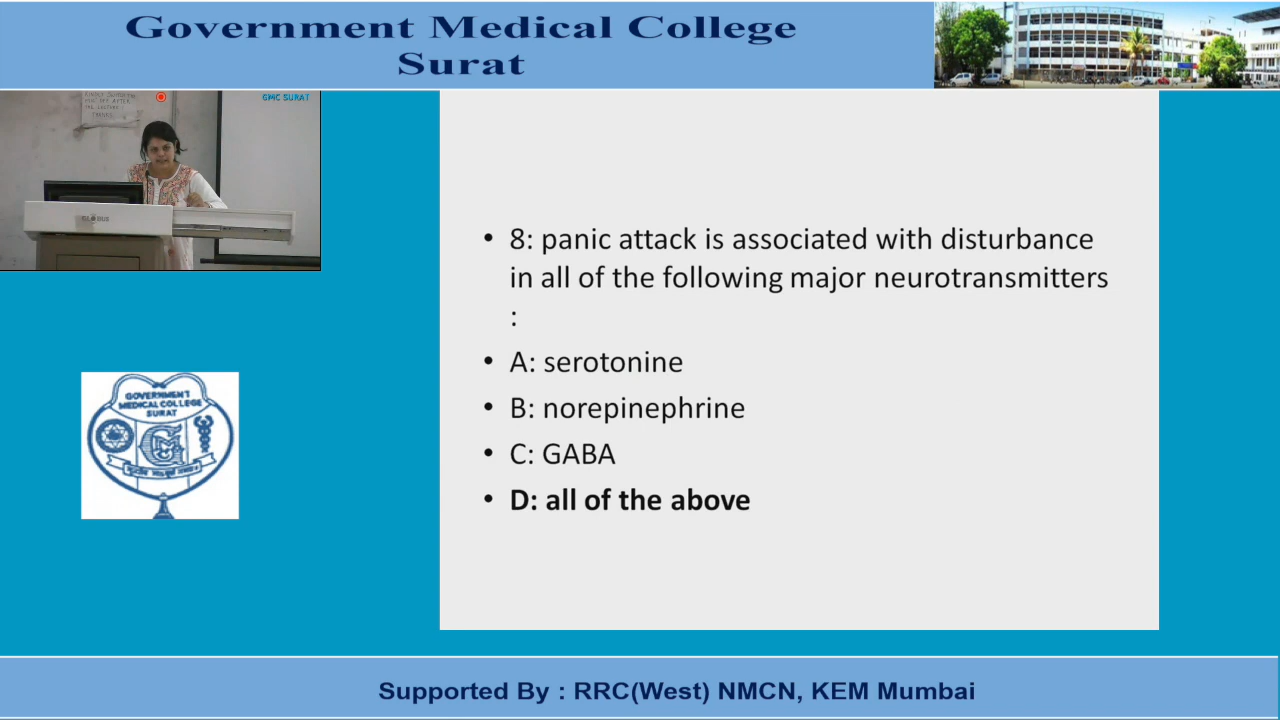 Government Medical College
Surat
GMC SURAT
THANKS
GLOBUS
• 8: panic attack is associated with disturbance
in all of the following major neurotransmitters
:
• A: serotonine
• B: norepinephrine
• C: GABA
• D: all of the above
GOVERNMENT
MEDICAL COLLEGE
SURAT
Supported By : RRC(West) NMCN, KEM Mumbai